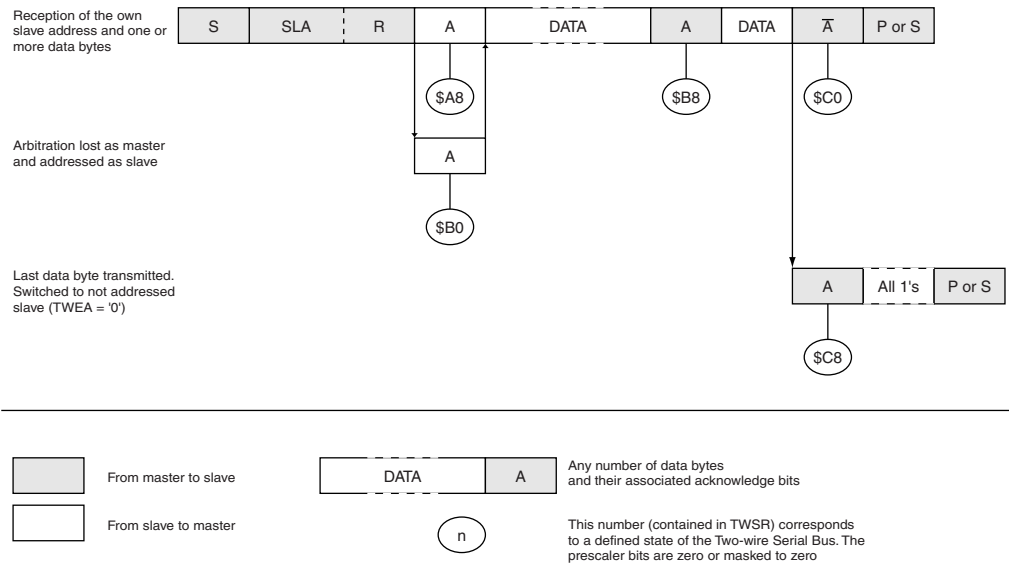 Reception of the own
slave address and one or
more data bytes
S SLA R A DATA A DATA A̅ P or S
$A8 $B8 $C0
Arbitration lost as master
and addressed as slave
A
$B0
Last data byte transmitted.
Switched to not addressed
slave (TWEA = '0')
A All 1's P or S
$C8
From master to slave
DATA A
Any number of data bytes
and their associated acknowledge bits
From slave to master
n
This number (contained in TWSR) corresponds
to a defined state of the Two-wire Serial Bus. The
prescaler bits are zero or masked to zero